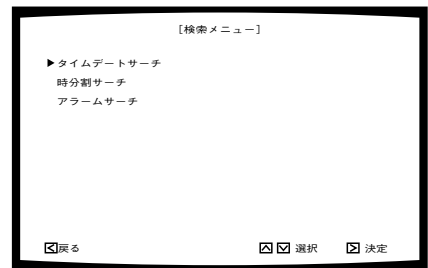 [検索メニュー]
▶タイムデートサーチ
時分割サーチ
アラームサーチ
戻る 選択 決定